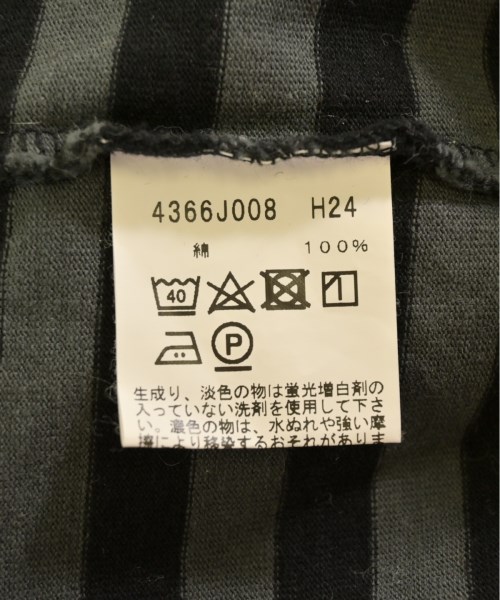 4366J008 H24
綿 100%
40
P
生成り、淡色の物は蛍光増白剤の
入っていない洗剤を使用して下さ
い。濃色の物は、水ぬれや強い摩
擦により移染するおそれがありま